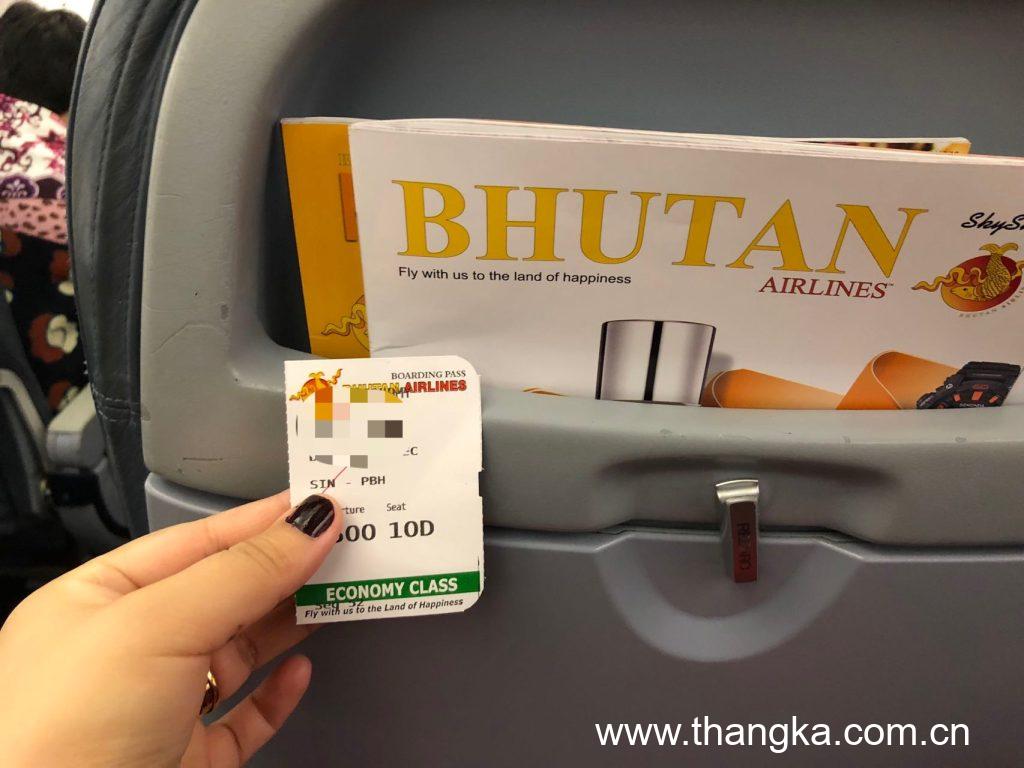 BHUTAN
AIRLINES
Fly with us to the land of happiness
BOARDING PASS
BHUTAN AIRLINES
SIN - PBH
Seat
10D
ECONOMY CLASS
Fly with us to the Land of Happiness
www.thangka.com.cn